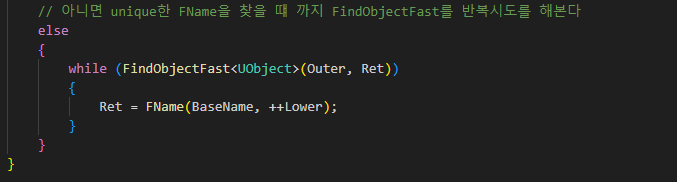 // 아니면 unique한 FName을 찾을 떄 까지 FindObjectFast를 반복시도를 해본다
else
{
while (FindObjectFast<UObject>(Outer, Ret))
{
Ret = FName(BaseName, ++Lower);
}
}
}